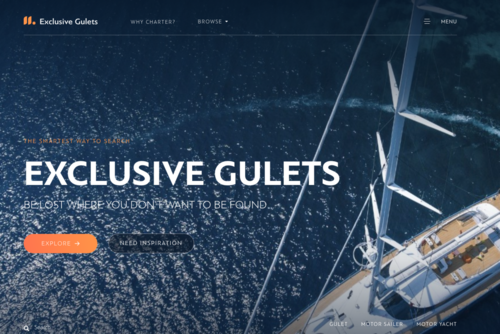 Exclusive Gulets
WHY CHARTER?
BROWSE
MENU
THE SMARTEST WAY TO SEARCH
EXCLUSIVE GULETS
BE LOST WHERE YOU DON'T WANT TO BE FOUND...
EXPLORE
NEED INSPIRATION
GULET
MOTOR SAILER
MOTOR YACHT